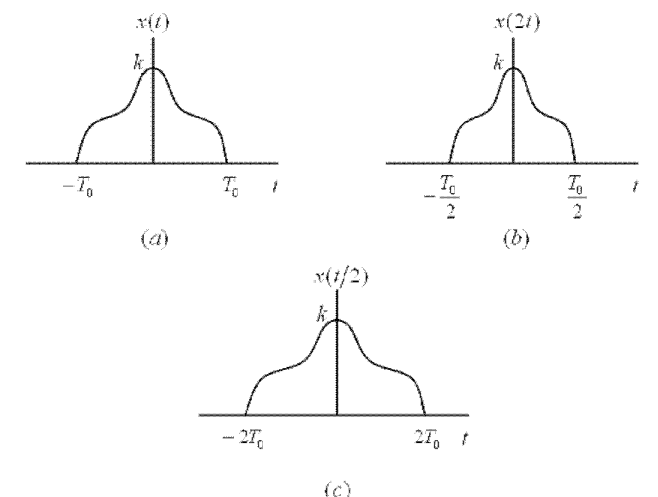 x(t)
k
−T₀ T₀ t
(a)
x(2t)
k
−T₀/2 T₀/2 t
(b)
x(t/2)
k
−2T₀ 2T₀ t
(c)